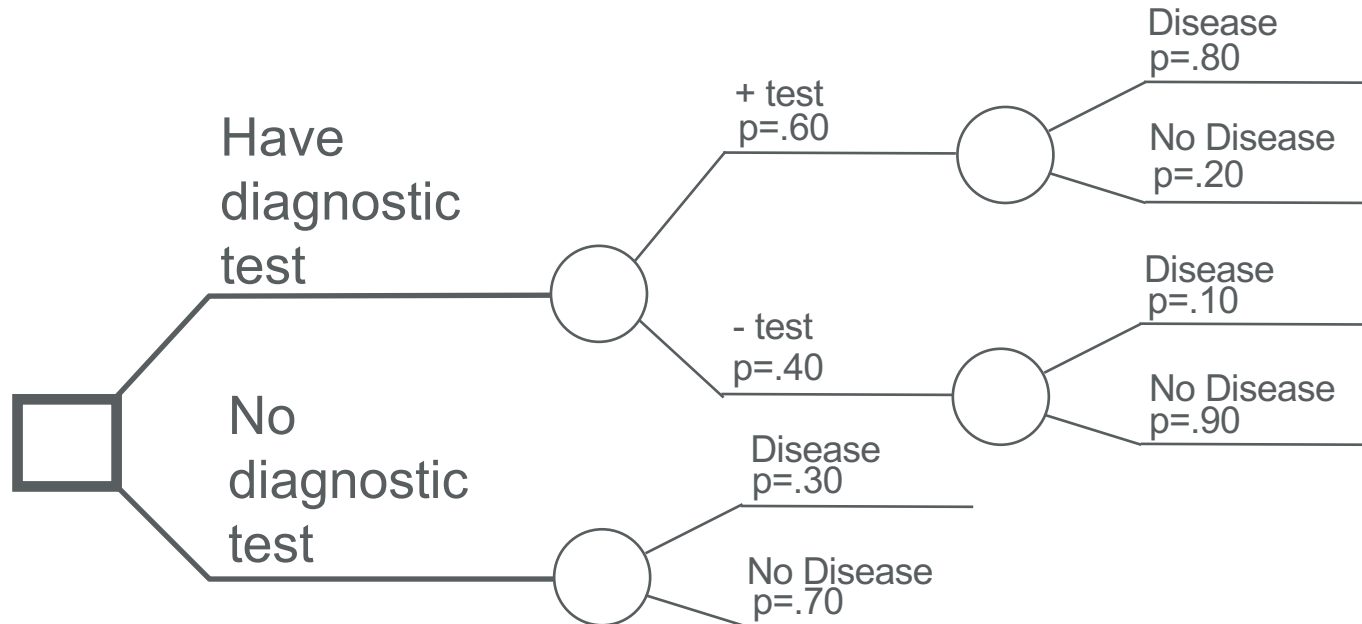 Disease
p=.80
+ test
p=.60
No Disease
p=.20
Have
diagnostic
test
Disease
p=.10
- test
p=.40
No Disease
p=.90
No
diagnostic
test
Disease
p=.30
No Disease
p=.70